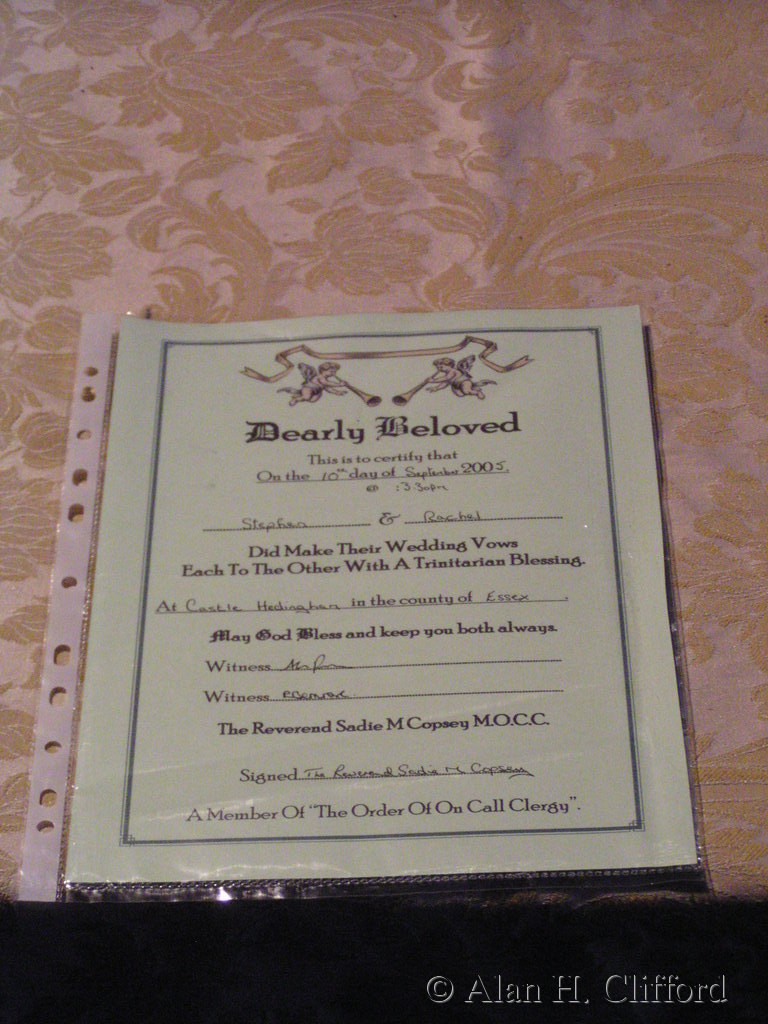 Dearly Beloved
This is to certify that
On the 10th day of September 2005.
@ :3 30pm
Stephen & Rachel
Did Make Their Wedding Vows
Each To The Other With A Trinitarian Blessing.
At Castle Hedingham in the county of Essex.
May God Bless and keep you both always.
Witness
Witness
The Reverend Sadie M Copsey M.O.C.C.
Signed The Reverend Sadie M Copsey
A Member Of "The Order Of On Call Clergy".
© Alan H. Clifford